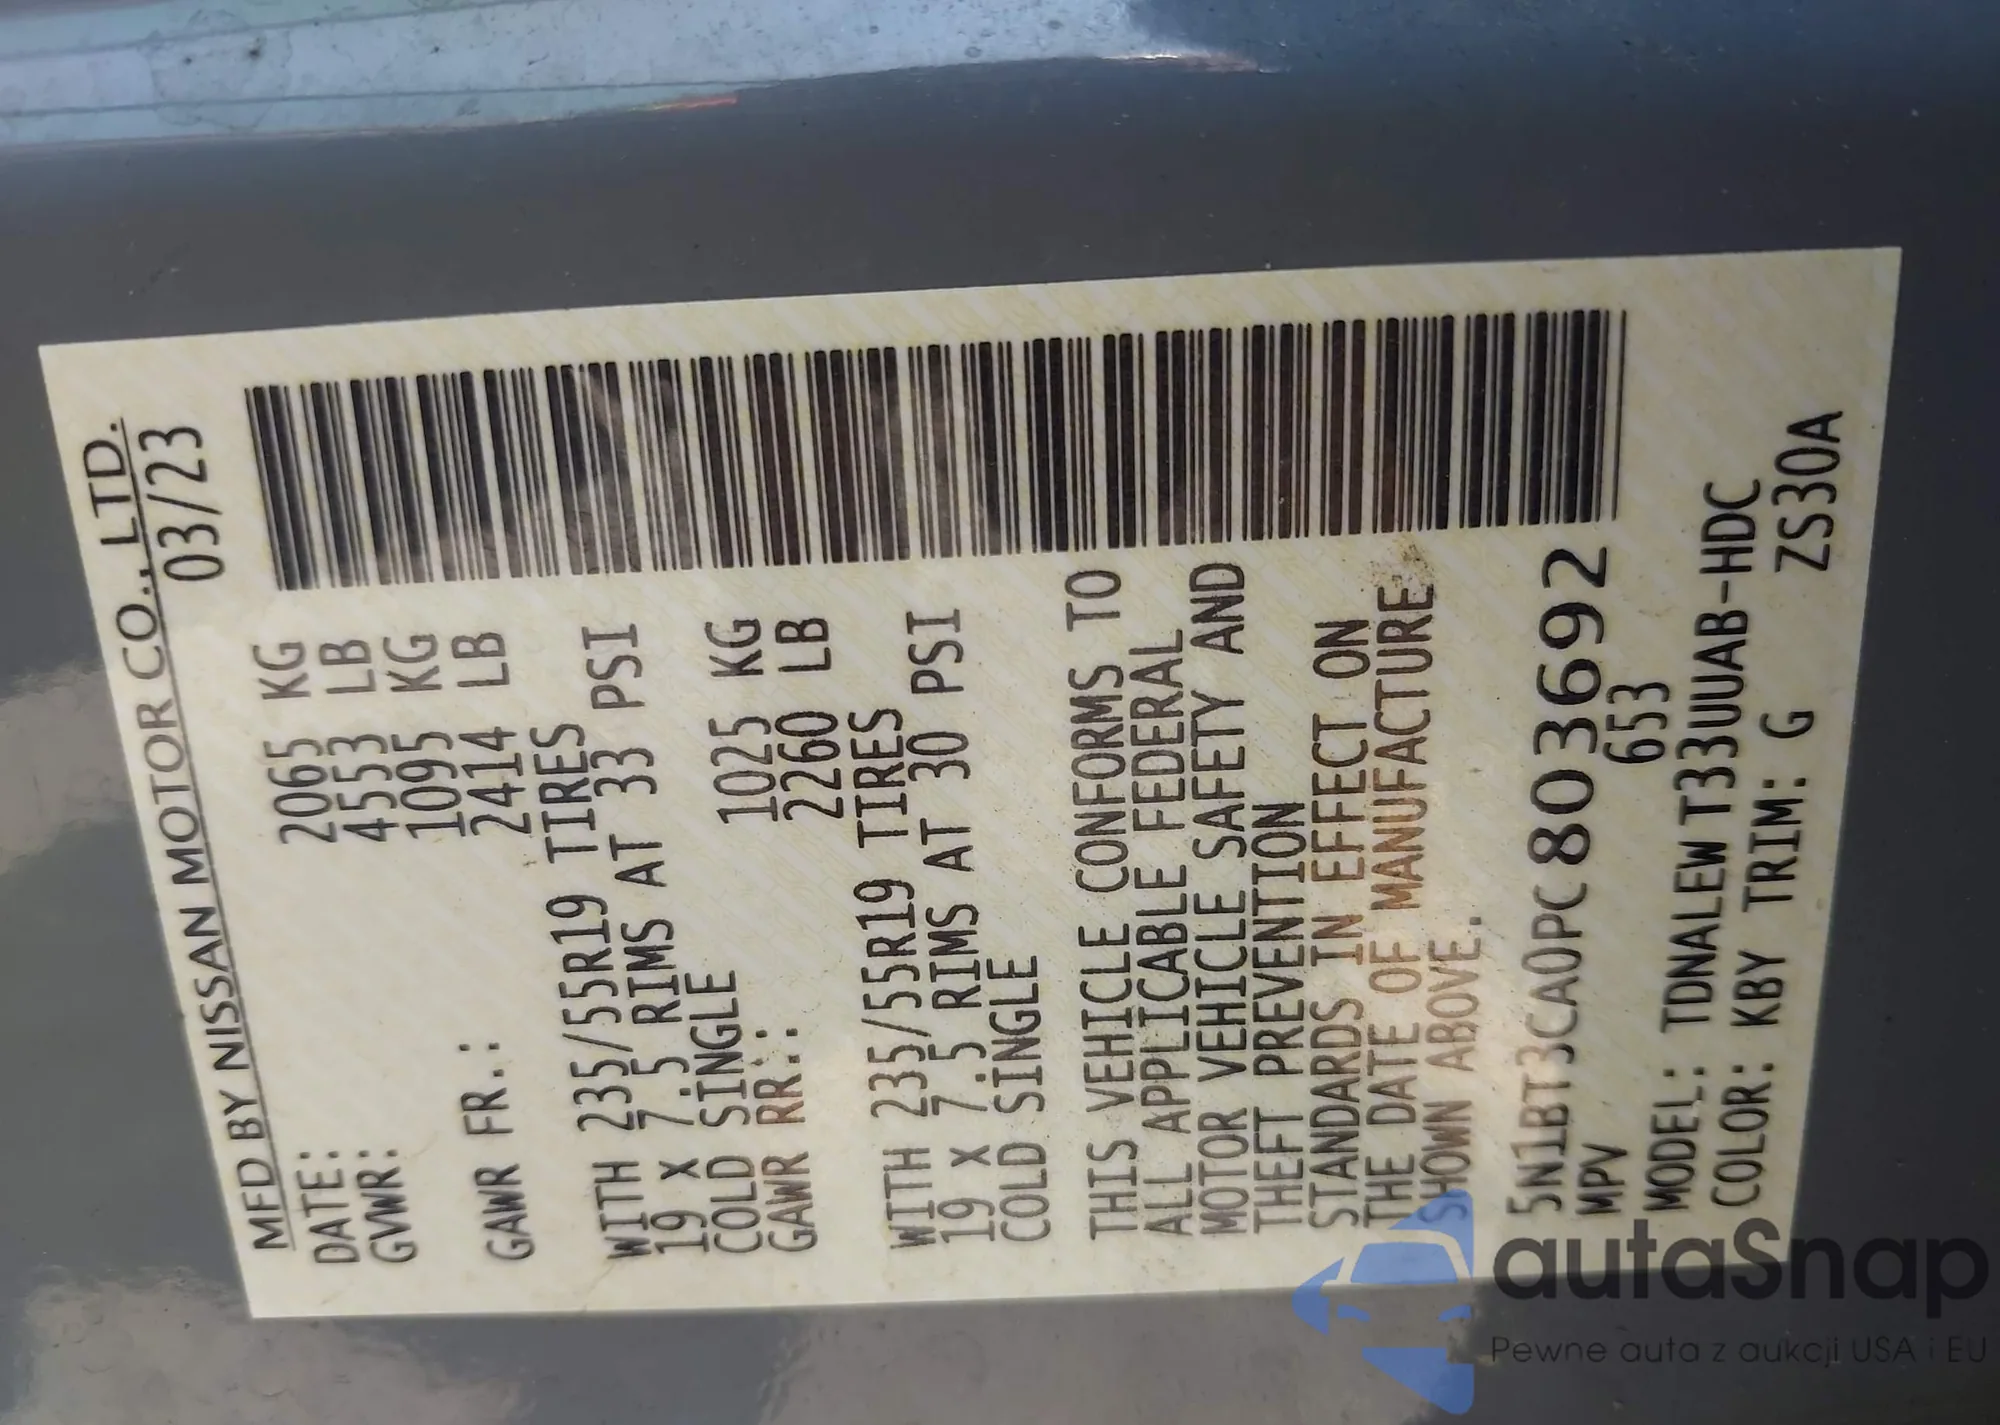 MFD BY NISSAN MOTOR CO., LTD.
DATE: 03/23
GVWR: 2065 KG
4553 LB
GAWR FR.: 1095 KG
2414 LB
WITH 235/55R19 TIRES
19 x 7.5 RIMS AT 33 PSI
COLD SINGLE
GAWR RR.: 1025 KG
2260 LB
WITH 235/55R19 TIRES
19 x 7.5 RIMS AT 30 PSI
COLD SINGLE
THIS VEHICLE CONFORMS TO
ALL APPLICABLE FEDERAL
MOTOR VEHICLE SAFETY AND
THEFT PREVENTION
STANDARDS IN EFFECT ON
THE DATE OF MANUFACTURE
SHOWN ABOVE.
5N1BT3CA0PC803692
MPV 653
MODEL: TDNALEWT33UUAB-HDC
COLOR: KBY TRIM: G ZS30A
autaSnap
Pewne auta z aukcji USA i EU